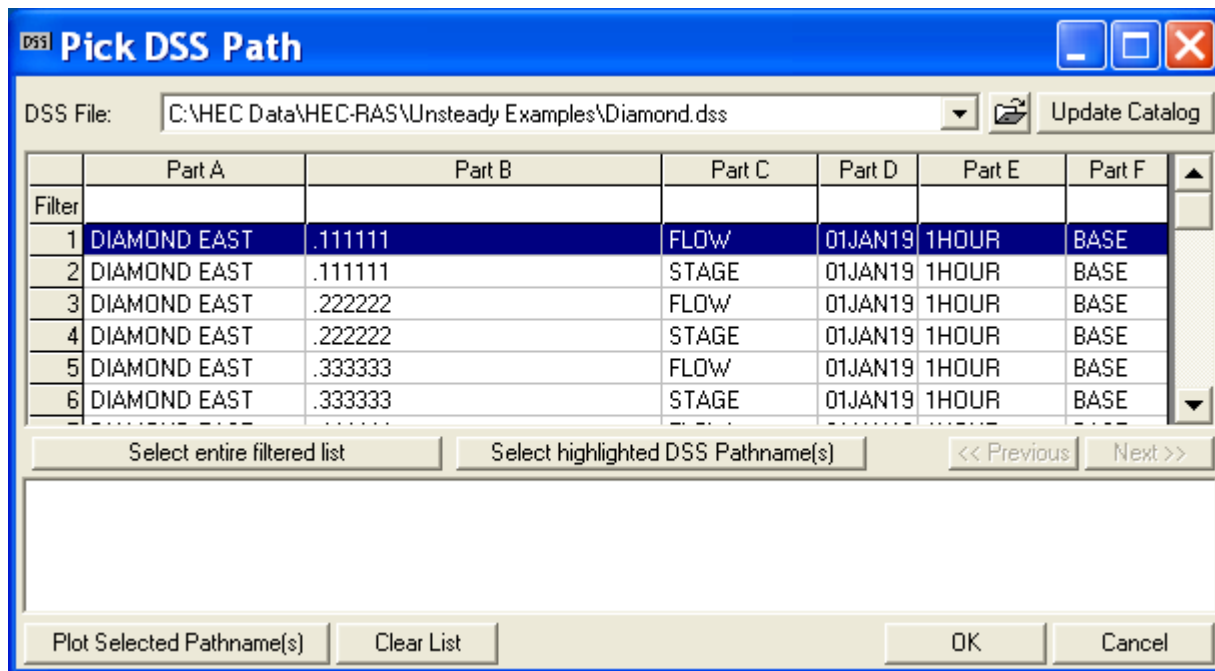 DSS Pick DSS Path
DSS File: C:\HEC Data\HEC-RAS\Unsteady Examples\Diamond.dss Update Catalog
Part A Part B Part C Part D Part E Part F
Filter
1 DIAMOND EAST .111111 FLOW 01JAN19 1HOUR BASE
2 DIAMOND EAST .111111 STAGE 01JAN19 1HOUR BASE
3 DIAMOND EAST .222222 FLOW 01JAN19 1HOUR BASE
4 DIAMOND EAST .222222 STAGE 01JAN19 1HOUR BASE
5 DIAMOND EAST .333333 FLOW 01JAN19 1HOUR BASE
6 DIAMOND EAST .333333 STAGE 01JAN19 1HOUR BASE
Select entire filtered list Select highlighted DSS Pathname(s) << Previous Next >>
Plot Selected Pathname(s) Clear List OK Cancel